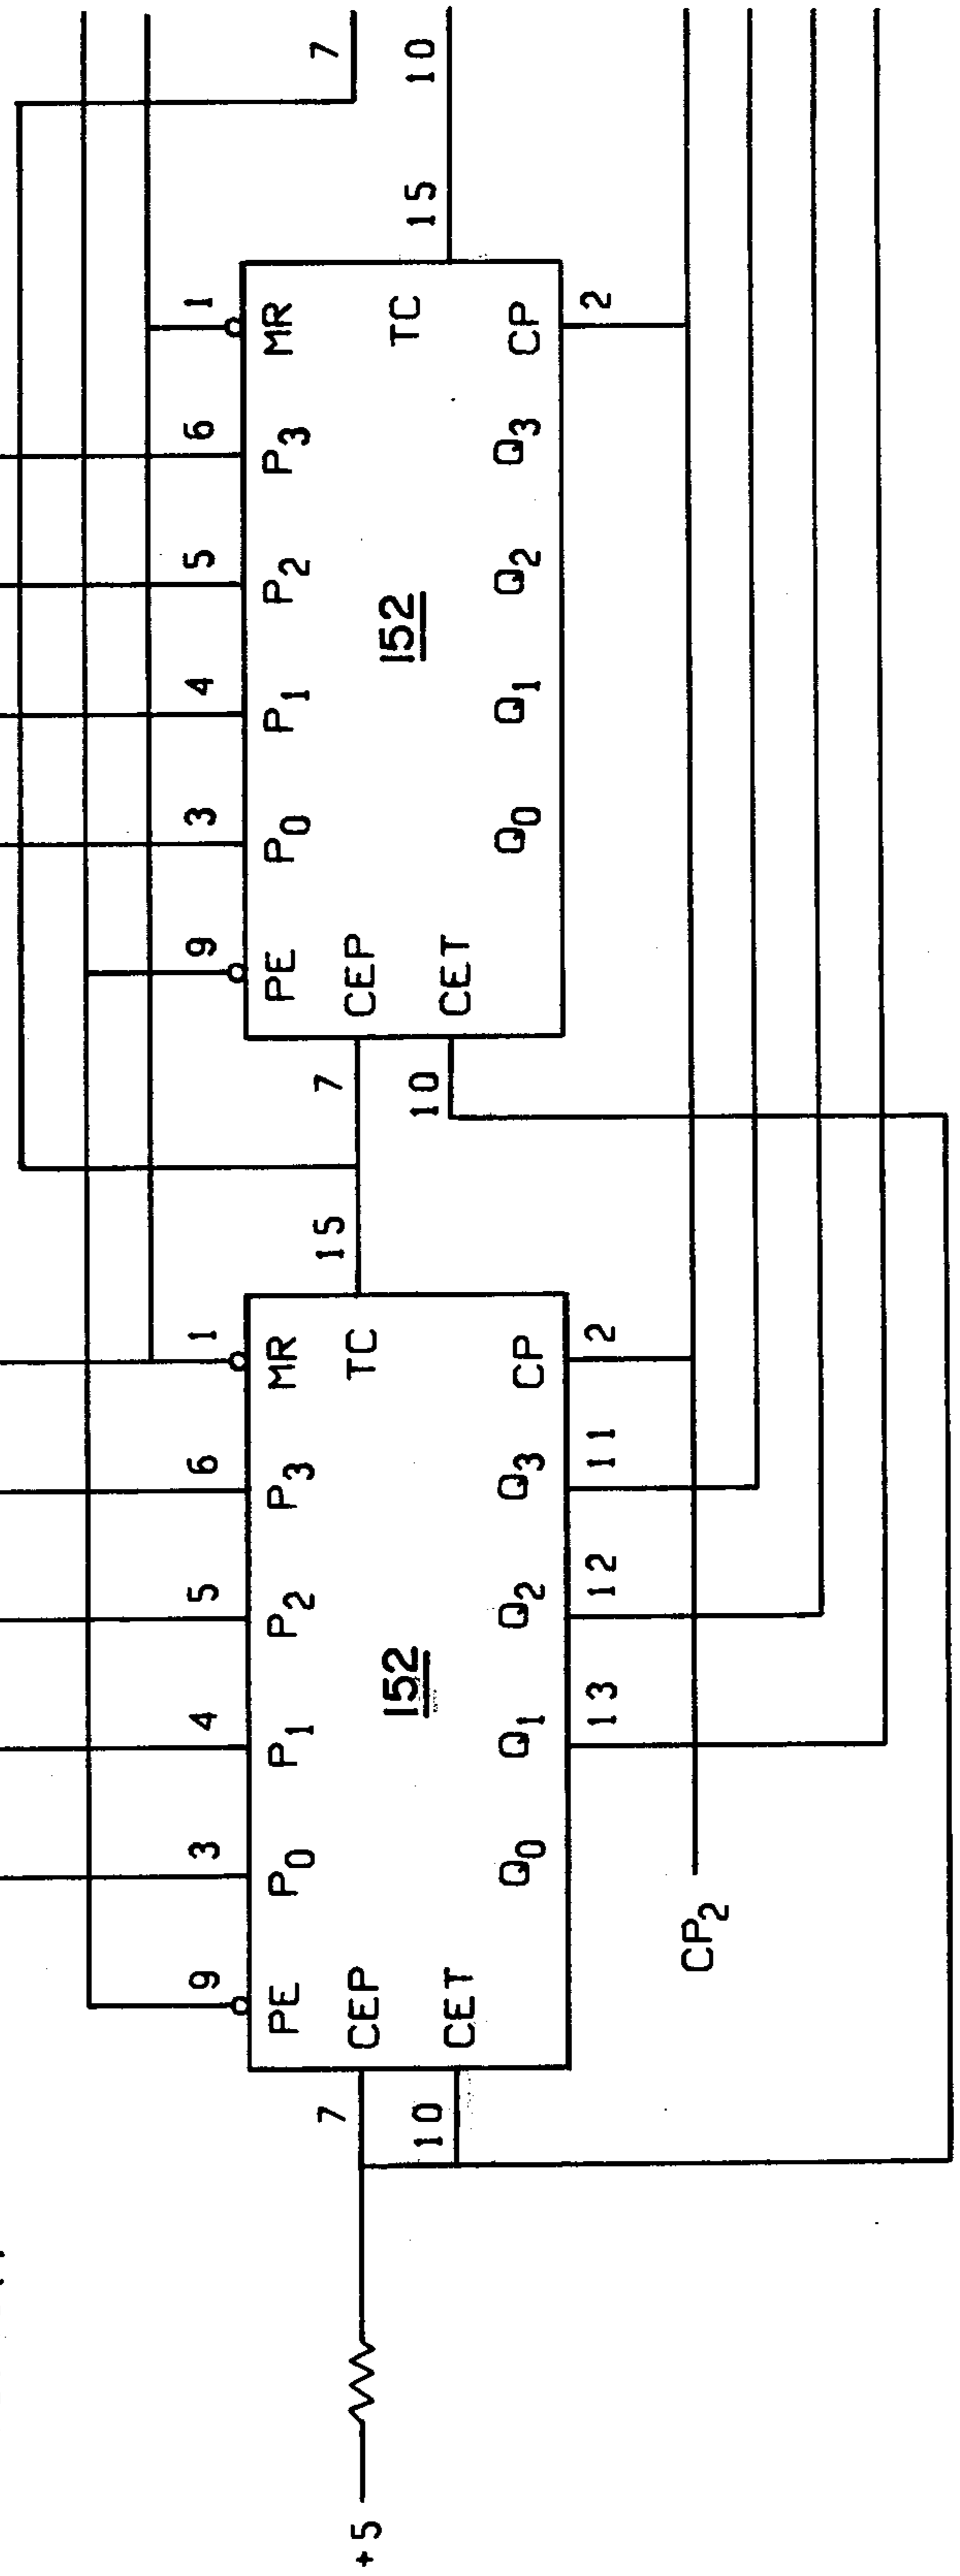 9 3 4 5 6 1 9 3 4 5 6 1
PE P0 P1 P2 P3 MR PE P0 P1 P2 P3 MR
7 15 7 7
+5 CEP TC CEP
152 152 TC
10 10 15 10
CET CET
Q0 Q1 Q2 Q3 CP Q0 Q1 Q2 Q3 CP
13 12 11 2 2
CP2